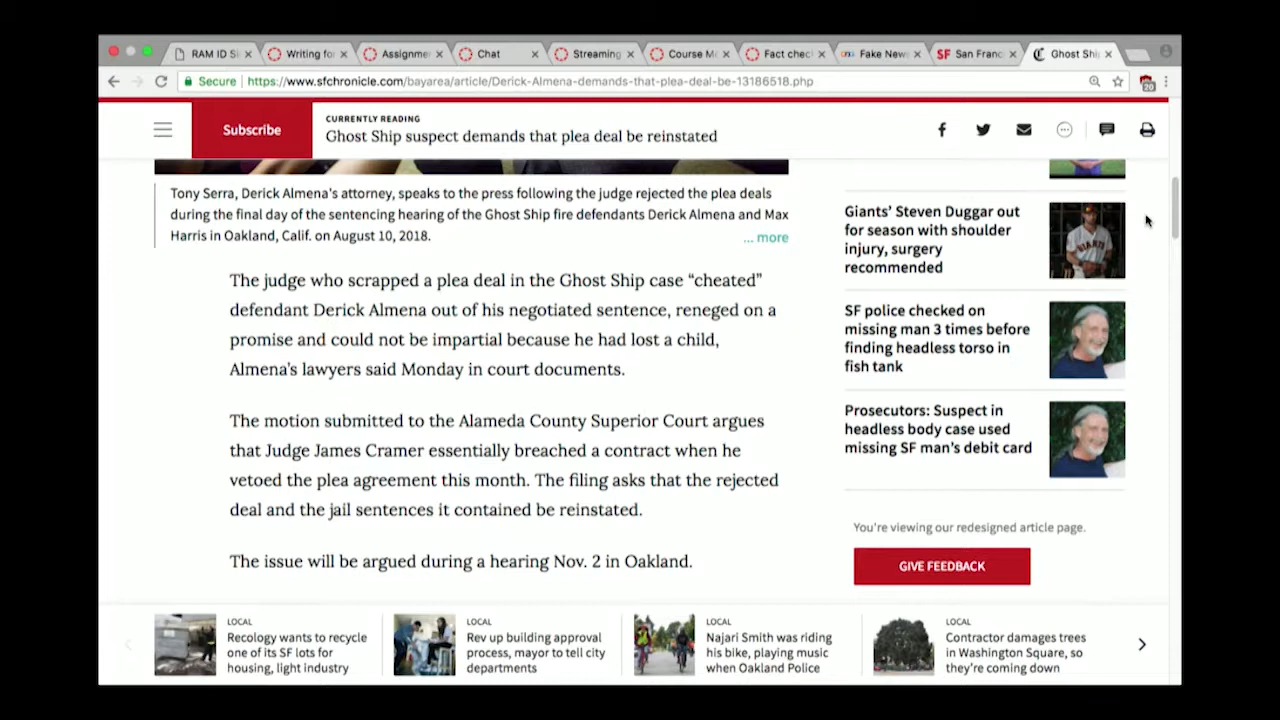 RAM ID Si
Writing for
Assignme
Chat
Streaming
Course Ma
Fact chec
Fake News
San Franc
Ghost Ship
Secure
https://www.sfchronicle.com/bayarea/article/Derick-Almena-demands-that-plea-deal-be-13186518.php
20
Subscribe
CURRENTLY READING
Ghost Ship suspect demands that plea deal be reinstated
Tony Serra, Derick Almena's attorney, speaks to the press following the judge rejected the plea deals
during the final day of the sentencing hearing of the Ghost Ship fire defendants Derick Almena and Max
Harris in Oakland, Calif. on August 10, 2018.
... more
The judge who scrapped a plea deal in the Ghost Ship case “cheated”
defendant Derick Almena out of his negotiated sentence, reneged on a
promise and could not be impartial because he had lost a child,
Almena’s lawyers said Monday in court documents.
The motion submitted to the Alameda County Superior Court argues
that Judge James Cramer essentially breached a contract when he
vetoed the plea agreement this month. The filing asks that the rejected
deal and the jail sentences it contained be reinstated.
The issue will be argued during a hearing Nov. 2 in Oakland.
Giants’ Steven Duggar out
for season with shoulder
injury, surgery
recommended
SF police checked on
missing man 3 times before
finding headless torso in
fish tank
Prosecutors: Suspect in
headless body case used
missing SF man’s debit card
You're viewing our redesigned article page.
GIVE FEEDBACK
LOCAL
Recology wants to recycle
one of its SF lots for
housing, light industry
LOCAL
Rev up building approval
process, mayor to tell city
departments
LOCAL
Najari Smith was riding
his bike, playing music
when Oakland Police
LOCAL
Contractor damages trees
in Washington Square, so
they’re coming down